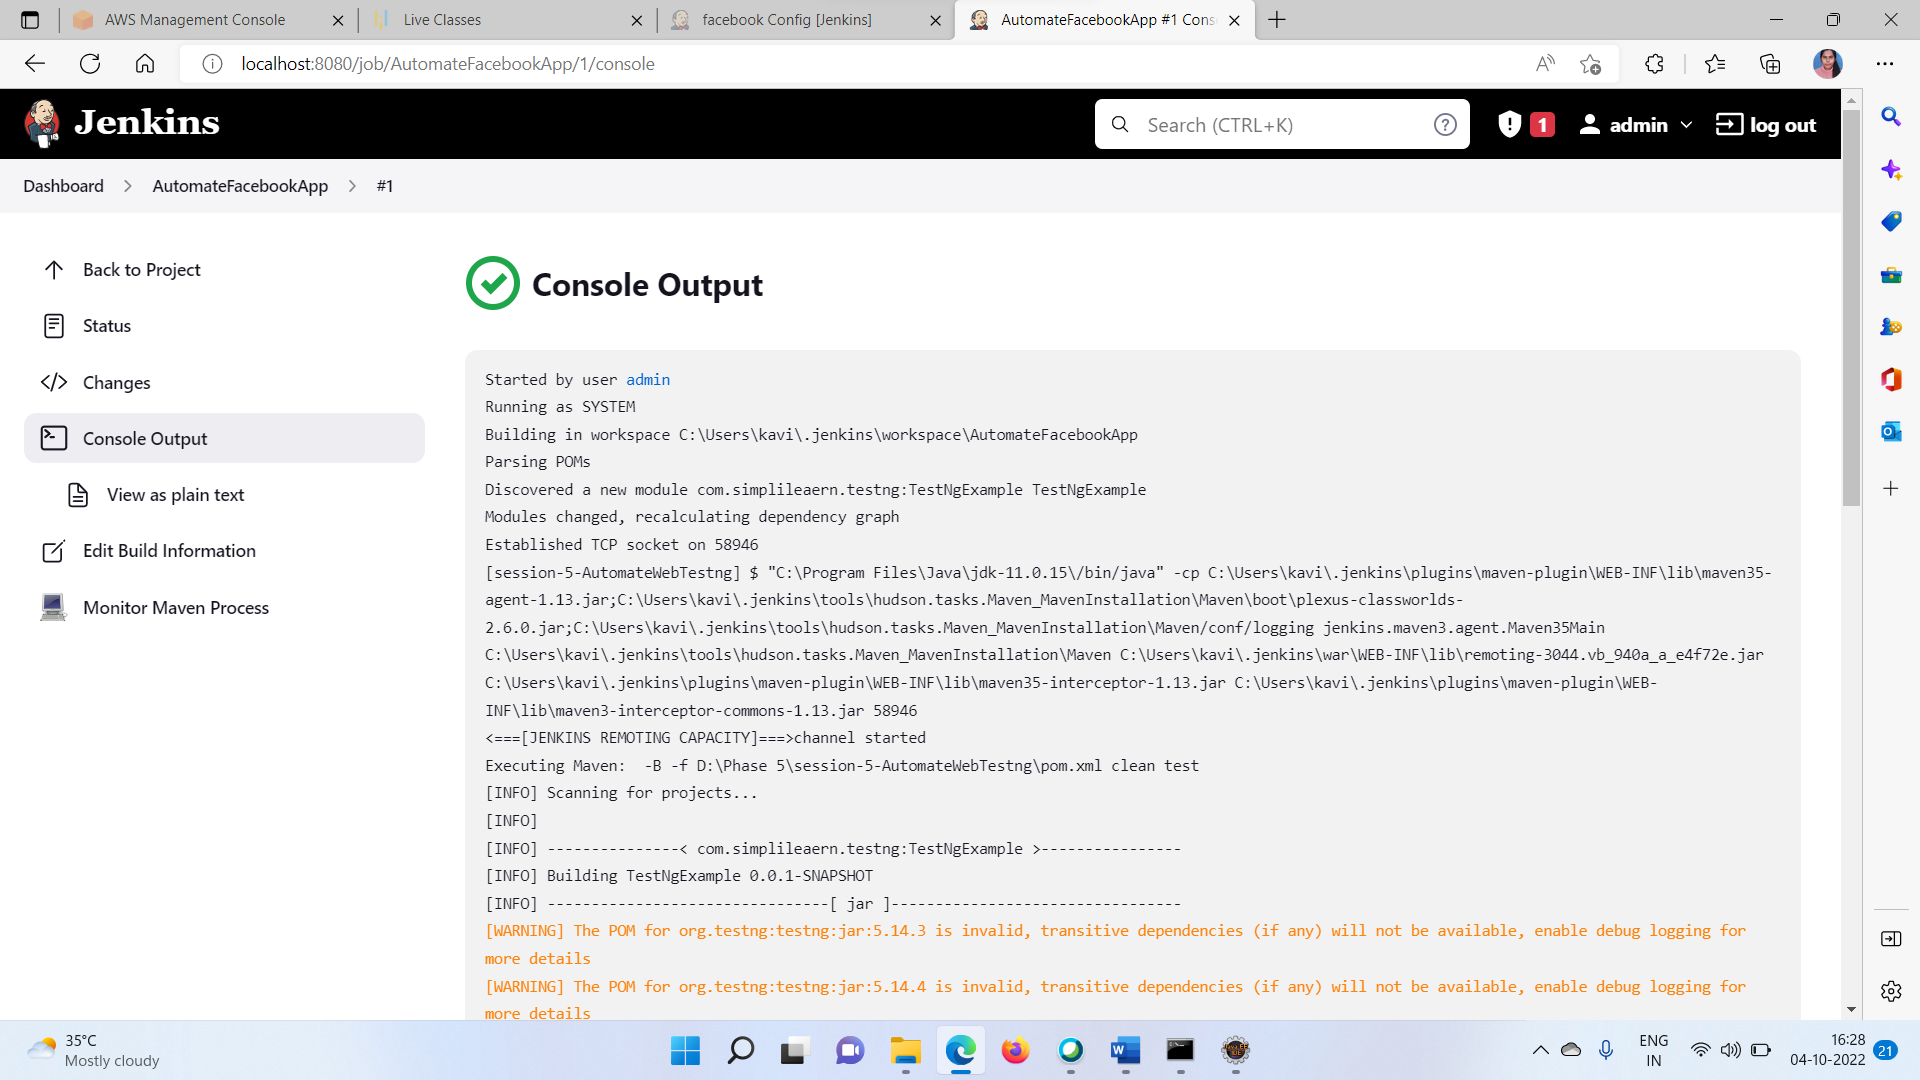 AWS Management Console
Live Classes
facebook Config [Jenkins]
AutomateFacebookApp #1 Cons
localhost:8080/job/AutomateFacebookApp/1/console
Jenkins
Search (CTRL+K)
1
admin
log out
Dashboard
AutomateFacebookApp
#1
Back to Project
Status
Changes
Console Output
View as plain text
Edit Build Information
Monitor Maven Process
Console Output
Started by user admin
Running as SYSTEM
Building in workspace C:\Users\kavi\.jenkins\workspace\AutomateFacebookApp
Parsing POMs
Discovered a new module com.simplileaern.testng:TestNgExample TestNgExample
Modules changed, recalculating dependency graph
Established TCP socket on 58946
[session-5-AutomateWebTestng] $ "C:\Program Files\Java\jdk-11.0.15\/bin/java" -cp C:\Users\kavi\.jenkins\plugins\maven-plugin\WEB-INF\lib\maven35-
agent-1.13.jar;C:\Users\kavi\.jenkins\tools\hudson.tasks.Maven_MavenInstallation\Maven\boot\plexus-classworlds-
2.6.0.jar;C:\Users\kavi\.jenkins\tools\hudson.tasks.Maven_MavenInstallation\Maven/conf/logging jenkins.maven3.agent.Maven35Main
C:\Users\kavi\.jenkins\tools\hudson.tasks.Maven_MavenInstallation\Maven C:\Users\kavi\.jenkins\war\WEB-INF\lib\remoting-3044.vb_940a_a_e4f72e.jar
C:\Users\kavi\.jenkins\plugins\maven-plugin\WEB-INF\lib\maven35-interceptor-1.13.jar C:\Users\kavi\.jenkins\plugins\maven-plugin\WEB-
INF\lib\maven3-interceptor-commons-1.13.jar 58946
<===[JENKINS REMOTING CAPACITY]===>channel started
Executing Maven:  -B -f D:\Phase 5\session-5-AutomateWebTestng\pom.xml clean test
[INFO] Scanning for projects...
[INFO]
[INFO] ---------------< com.simplileaern.testng:TestNgExample >----------------
[INFO] Building TestNgExample 0.0.1-SNAPSHOT
[INFO] --------------------------------[ jar ]---------------------------------
[WARNING] The POM for org.testng:testng:jar:5.14.3 is invalid, transitive dependencies (if any) will not be available, enable debug logging for
more details
[WARNING] The POM for org.testng:testng:jar:5.14.4 is invalid, transitive dependencies (if any) will not be available, enable debug logging for
more details
35°C
Mostly cloudy
ENG
IN
16:28
04-10-2022
21